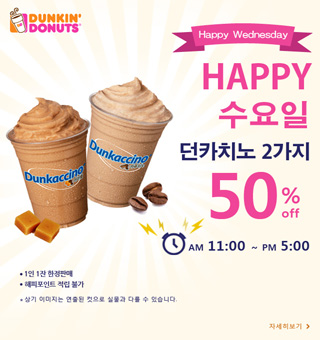 DUNKIN'
DONUTS
Happy Wednesday
HAPPY
수요일
던카치노 2가지
50%
off
Dunkaccino
Dunkaccino
AM 11:00 ~ PM 5:00
• 1인 1잔 한정판매
• 해피포인트 적립 불가
• 상기 이미지는 연출된 컷으로 실물과 다를 수 있습니다.
자세히보기 >